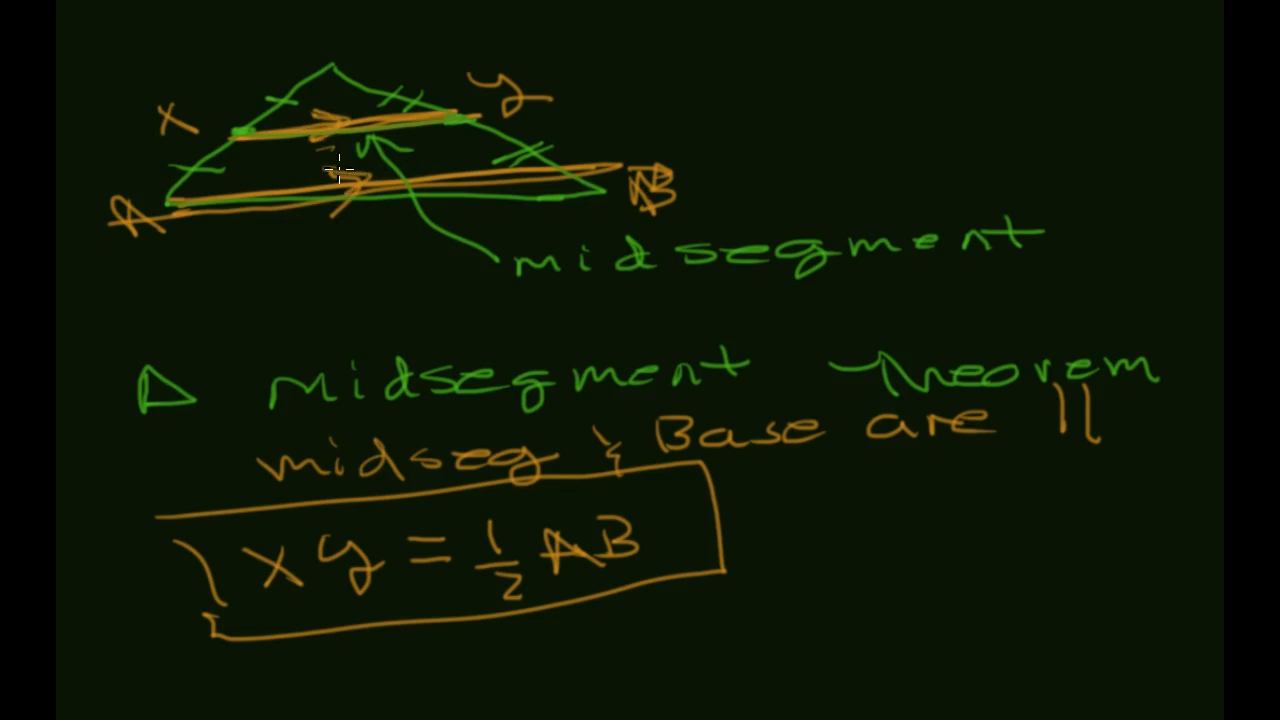 X y
A B
midsegment
Δ midsegment Theorem
midseg & Base are ||
xy = 1/2 AB